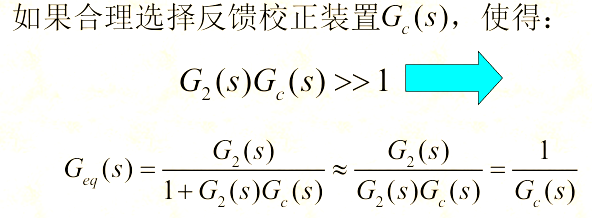 如果合理选择反馈校正装置G_c(s)，使得：
G_2(s)G_c(s) >> 1
G_eq(s) = G_2(s) / (1 + G_2(s)G_c(s)) ≈ G_2(s) / (G_2(s)G_c(s)) = 1 / G_c(s)